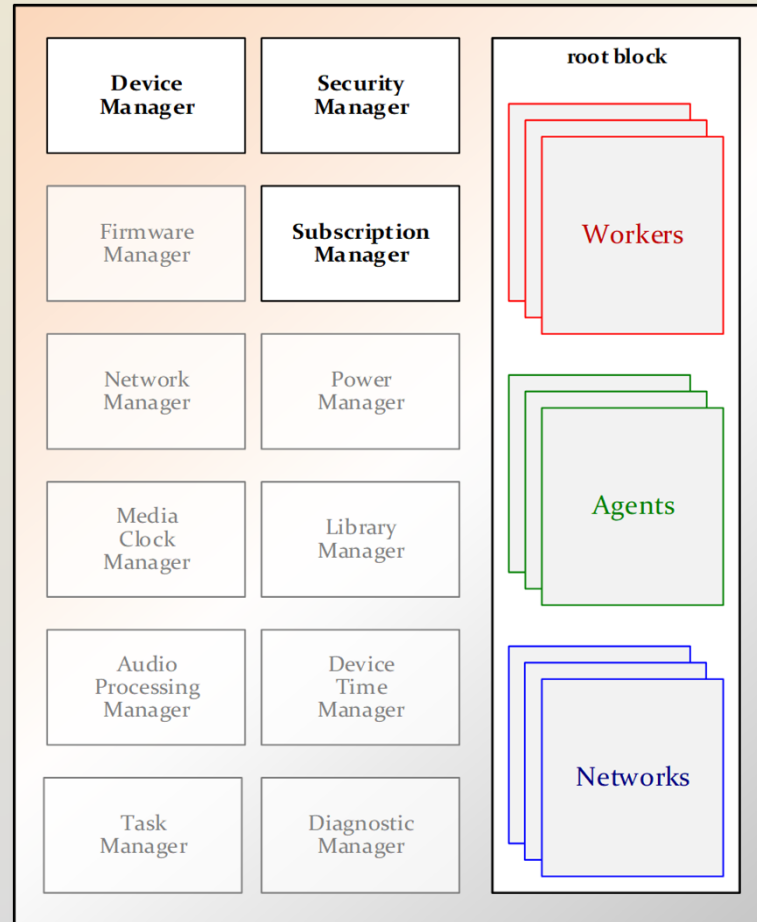 Device
Manager
Security
Manager
Firmware
Manager
Subscription
Manager
Network
Manager
Power
Manager
Media
Clock
Manager
Library
Manager
Audio
Processing
Manager
Device
Time
Manager
Task
Manager
Diagnostic
Manager
root block
Workers
Agents
Networks